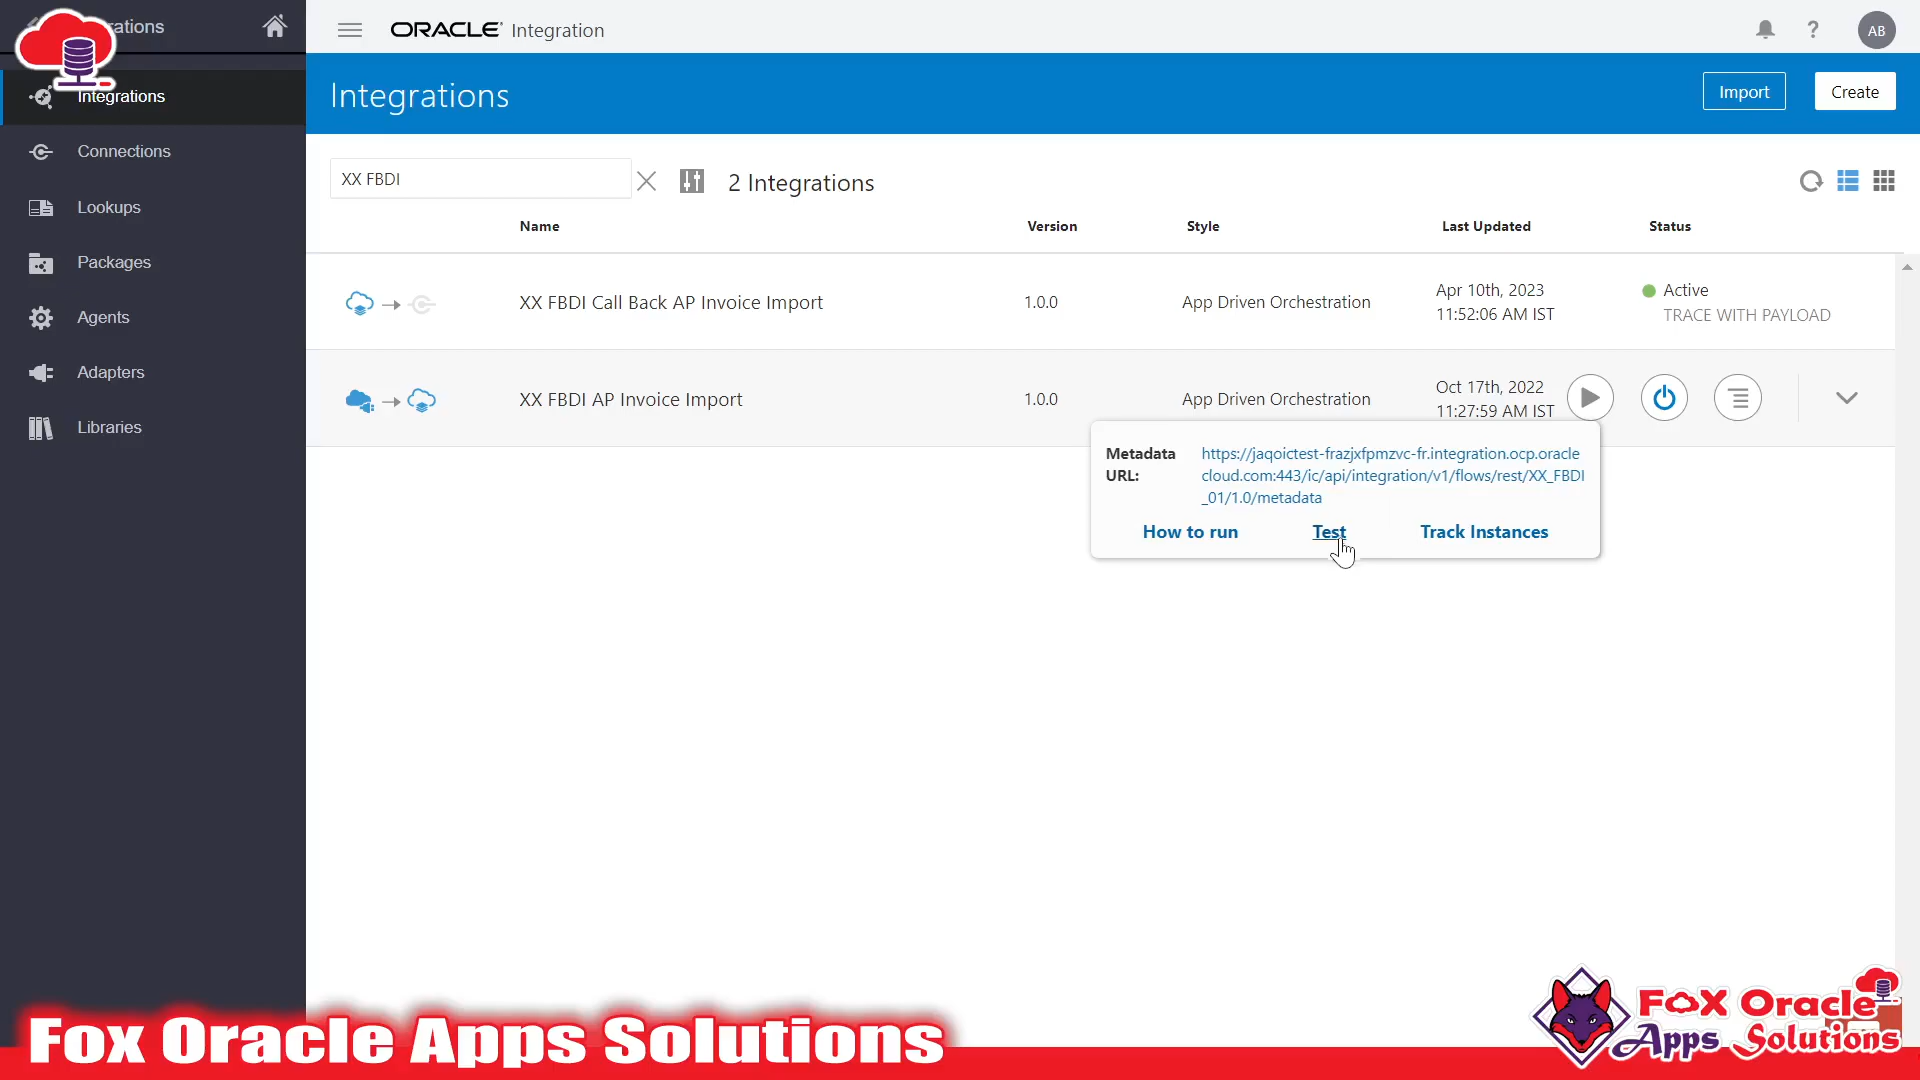 rations
ORACLE Integration
AB
Integrations
Import
Create
Integrations
Connections
Lookups
Packages
Agents
Adapters
Libraries
XX FBDI
2 Integrations
Name Version Style Last Updated Status
XX FBDI Call Back AP Invoice Import 1.0.0 App Driven Orchestration Apr 10th, 2023 Active
11:52:06 AM IST TRACE WITH PAYLOAD
XX FBDI AP Invoice Import 1.0.0 App Driven Orchestration Oct 17th, 2022
11:27:59 AM IST
Metadata URL:
https://jaqoictest-frazjxfpmzvc-fr.integration.ocp.oracle
cloud.com:443/ic/api/integration/v1/flows/rest/XX_FBDI
_01/1.0/metadata
How to run Test Track Instances
Fox Oracle Apps Solutions
FoX Oracle
Apps Solutions